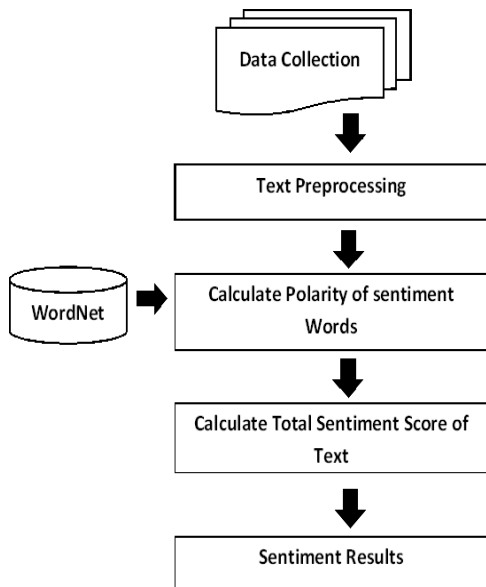 Data Collection
Text Preprocessing
WordNet
Calculate Polarity of sentiment
Words
Calculate Total Sentiment Score of
Text
Sentiment Results